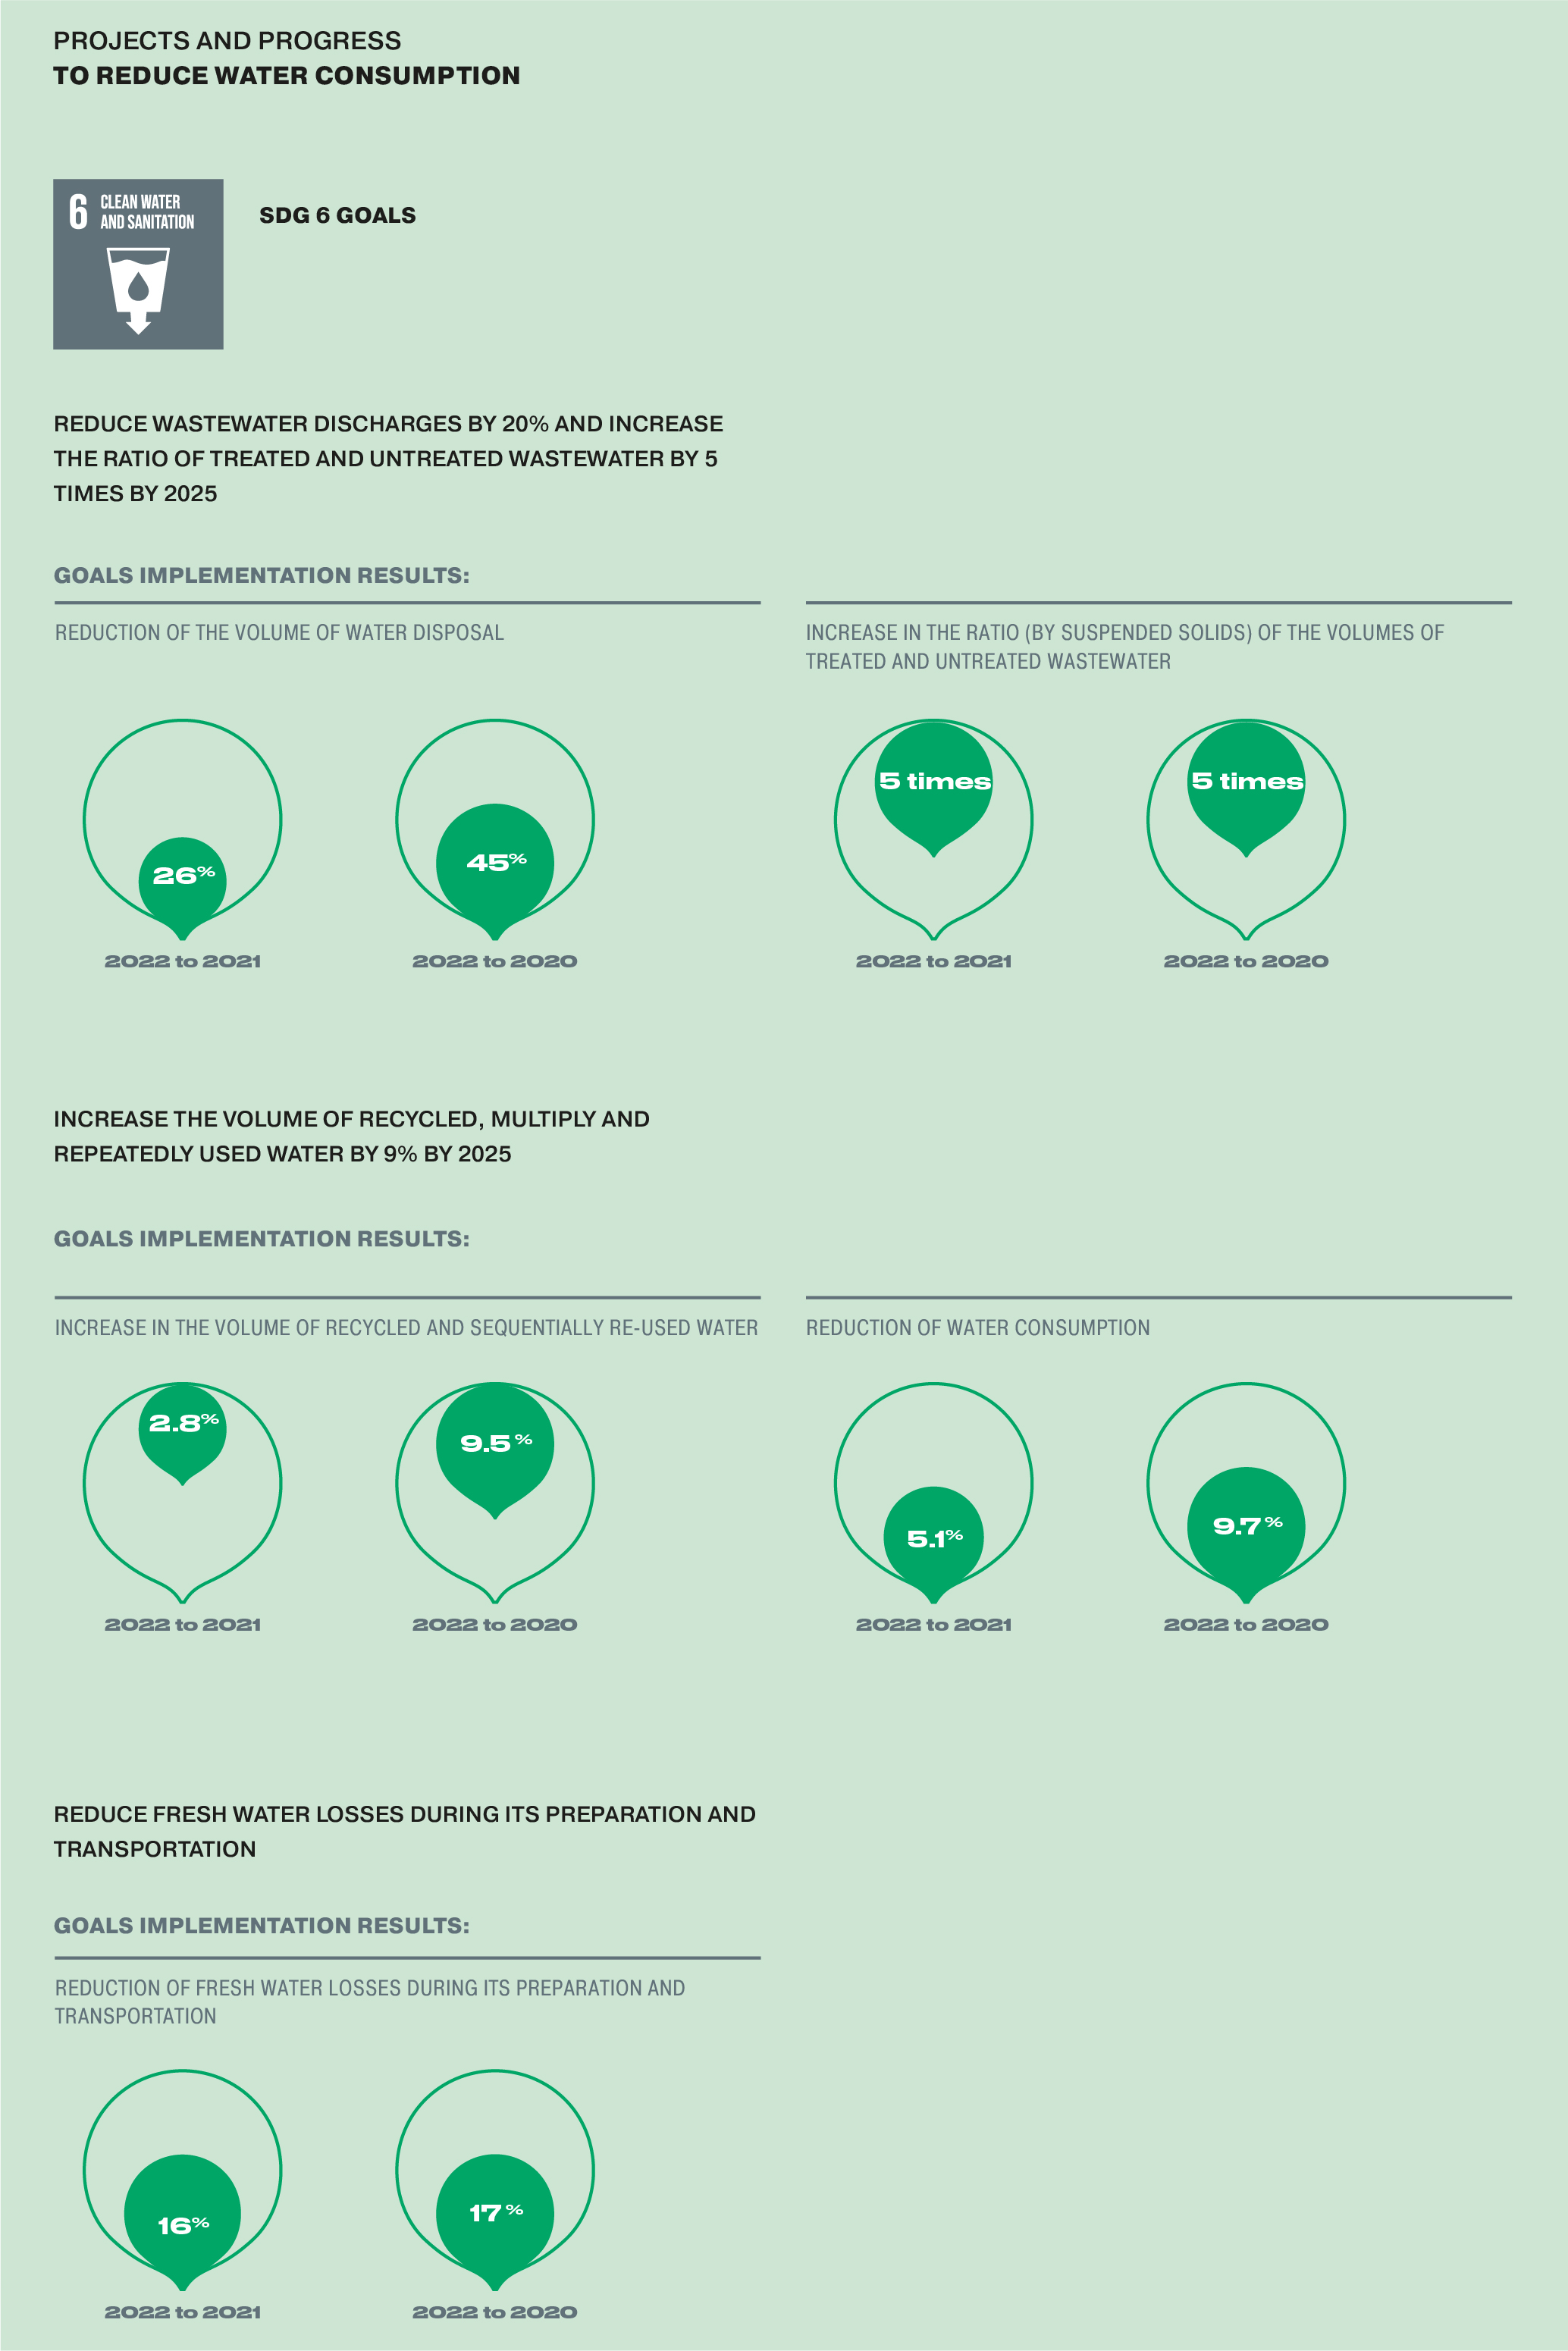 PROJECTS AND PROGRESS
TO REDUCE WATER CONSUMPTION
6 CLEAN WATER
AND SANITATION
SDG 6 GOALS
REDUCE WASTEWATER DISCHARGES BY 20% AND INCREASE
THE RATIO OF TREATED AND UNTREATED WASTEWATER BY 5
TIMES BY 2025
GOALS IMPLEMENTATION RESULTS:
REDUCTION OF THE VOLUME OF WATER DISPOSAL
26%
2022 to 2021
45%
2022 to 2020
INCREASE IN THE RATIO (BY SUSPENDED SOLIDS) OF THE VOLUMES OF
TREATED AND UNTREATED WASTEWATER
5 times
2022 to 2021
5 times
2022 to 2020
INCREASE THE VOLUME OF RECYCLED, MULTIPLY AND
REPEATEDLY USED WATER BY 9% BY 2025
GOALS IMPLEMENTATION RESULTS:
INCREASE IN THE VOLUME OF RECYCLED AND SEQUENTIALLY RE-USED WATER
2.8%
2022 to 2021
9.5 %
2022 to 2020
REDUCTION OF WATER CONSUMPTION
5.1%
2022 to 2021
9.7 %
2022 to 2020
REDUCE FRESH WATER LOSSES DURING ITS PREPARATION AND
TRANSPORTATION
GOALS IMPLEMENTATION RESULTS:
REDUCTION OF FRESH WATER LOSSES DURING ITS PREPARATION AND
TRANSPORTATION
16%
2022 to 2021
17 %
2022 to 2020